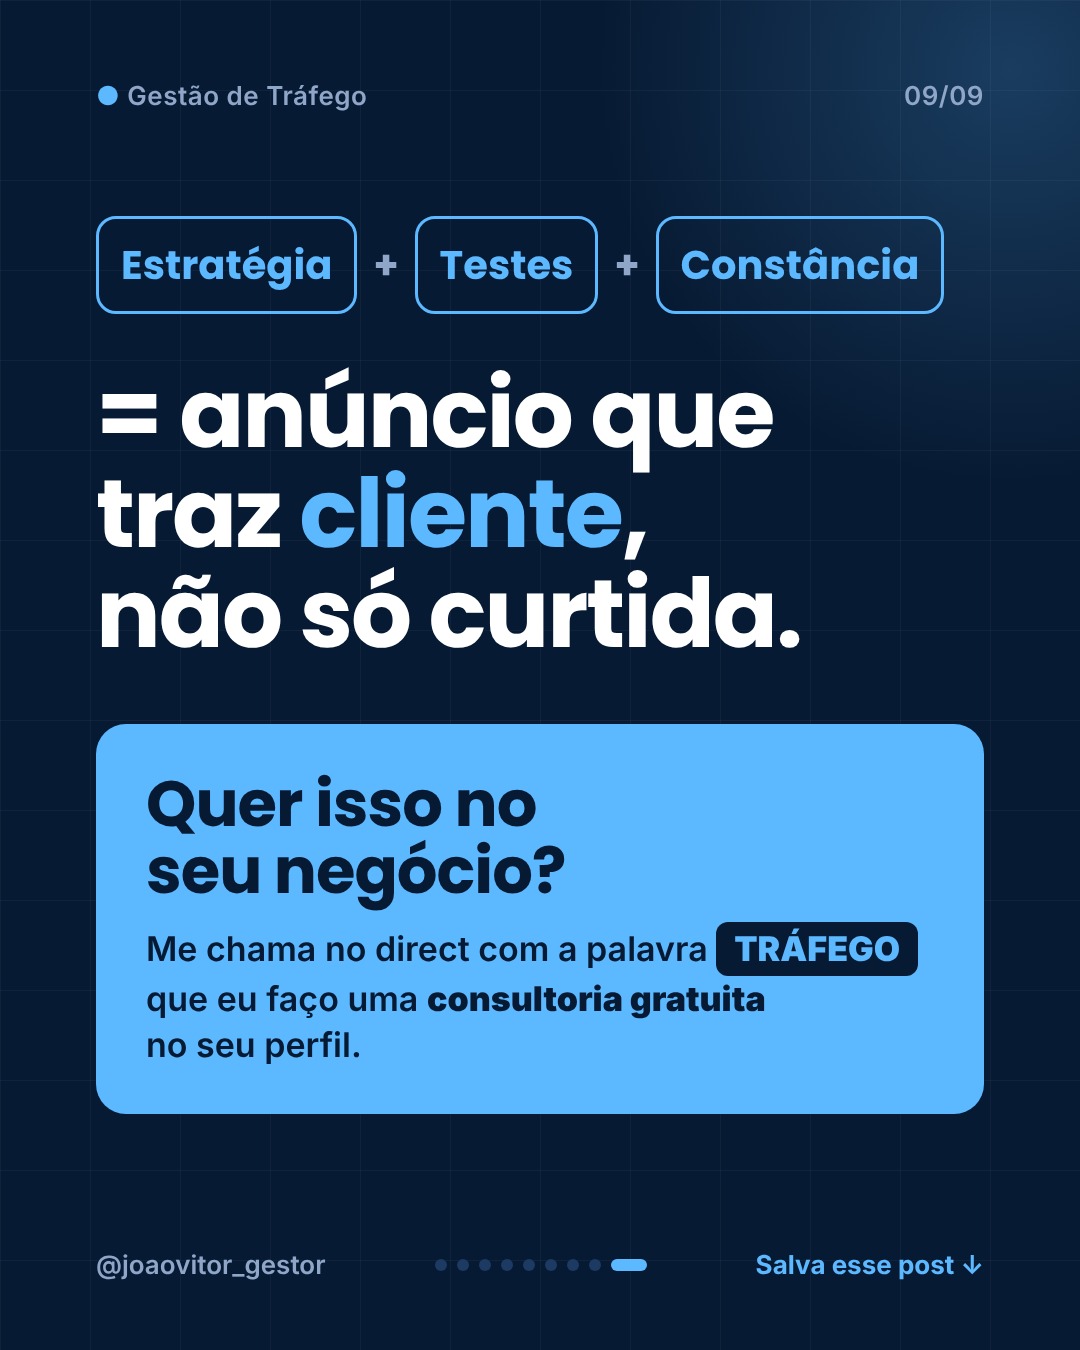 Gestão de Tráfego
09/09
Estratégia + Testes + Constância
= anúncio que
traz cliente,
não só curtida.
Quer isso no
seu negócio?
Me chama no direct com a palavra TRÁFEGO
que eu faço uma consultoria gratuita
no seu perfil.
@joaovitor_gestor
Salva esse post ↓